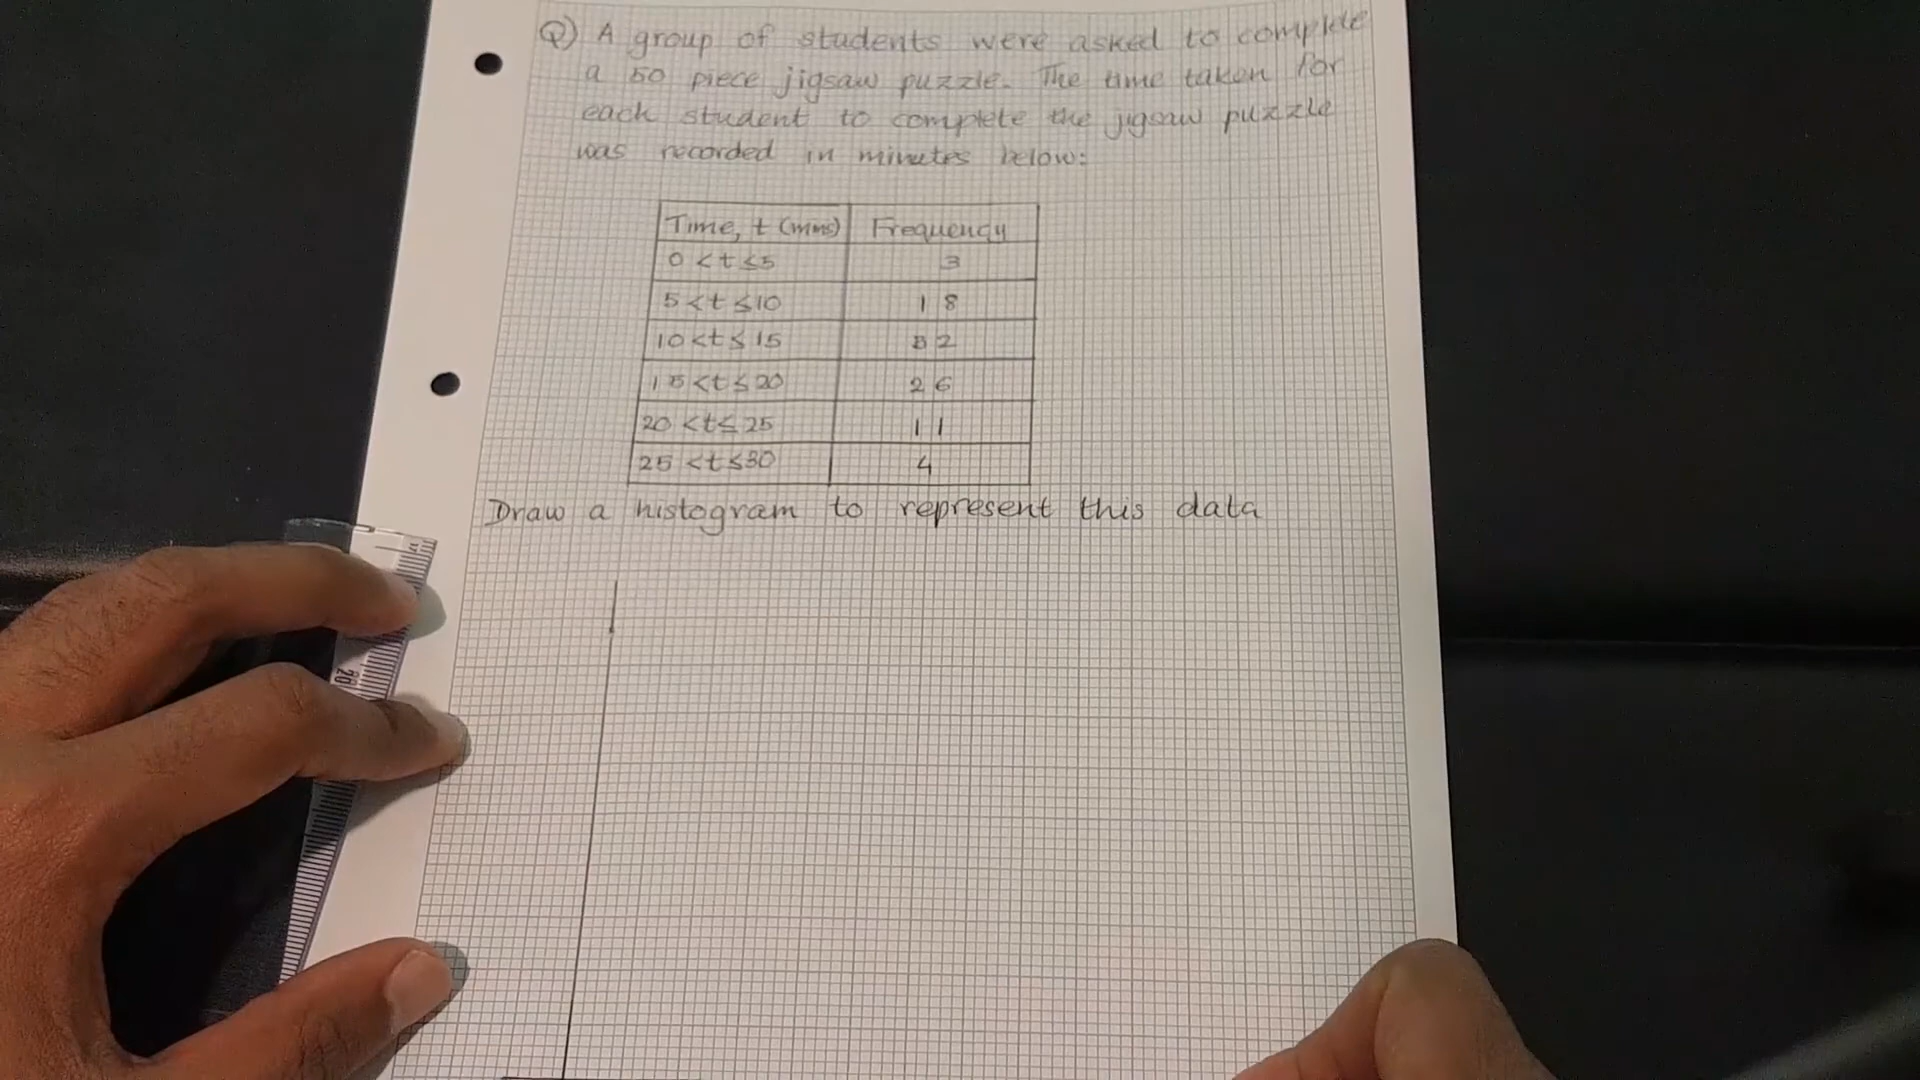 Q) A group of students were asked to complete
a 50 piece jigsaw puzzle. The time taken for
each student to complete the jigsaw puzzle
was recorded in minutes below:
Time, t (mins) Frequency
0 < t ≤ 5 3
5 < t ≤ 10 18
10 < t ≤ 15 32
15 < t ≤ 20 26
20 < t ≤ 25 11
25 < t ≤ 30 4
Draw a histogram to represent this data
20